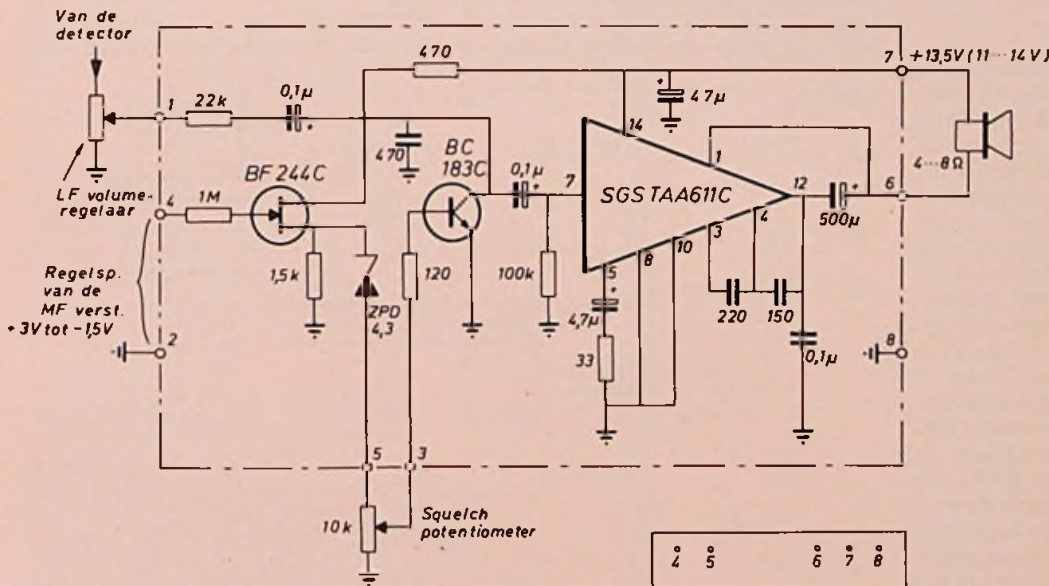 Van de
detector
470
7 +13,5V (11...14V)
1
22k
0,1µ
+
+
47µ
14
LF volume-
regelaar
470
BF 244C
BC
183C
0,1µ
+
7
1
SGS TAA611C
12
+
6
4...8Ω
500µ
4
1M
3
4
10
8
5
Regelsp.
van de
MF verst.
+3V tot -1,5V
1,5k
ZPD
4,3
120
100k
+
4,7µ
220
150
33
0,1µ
2
8
5
3
10k
Squelch
potentiometer
4 5 6 7 8